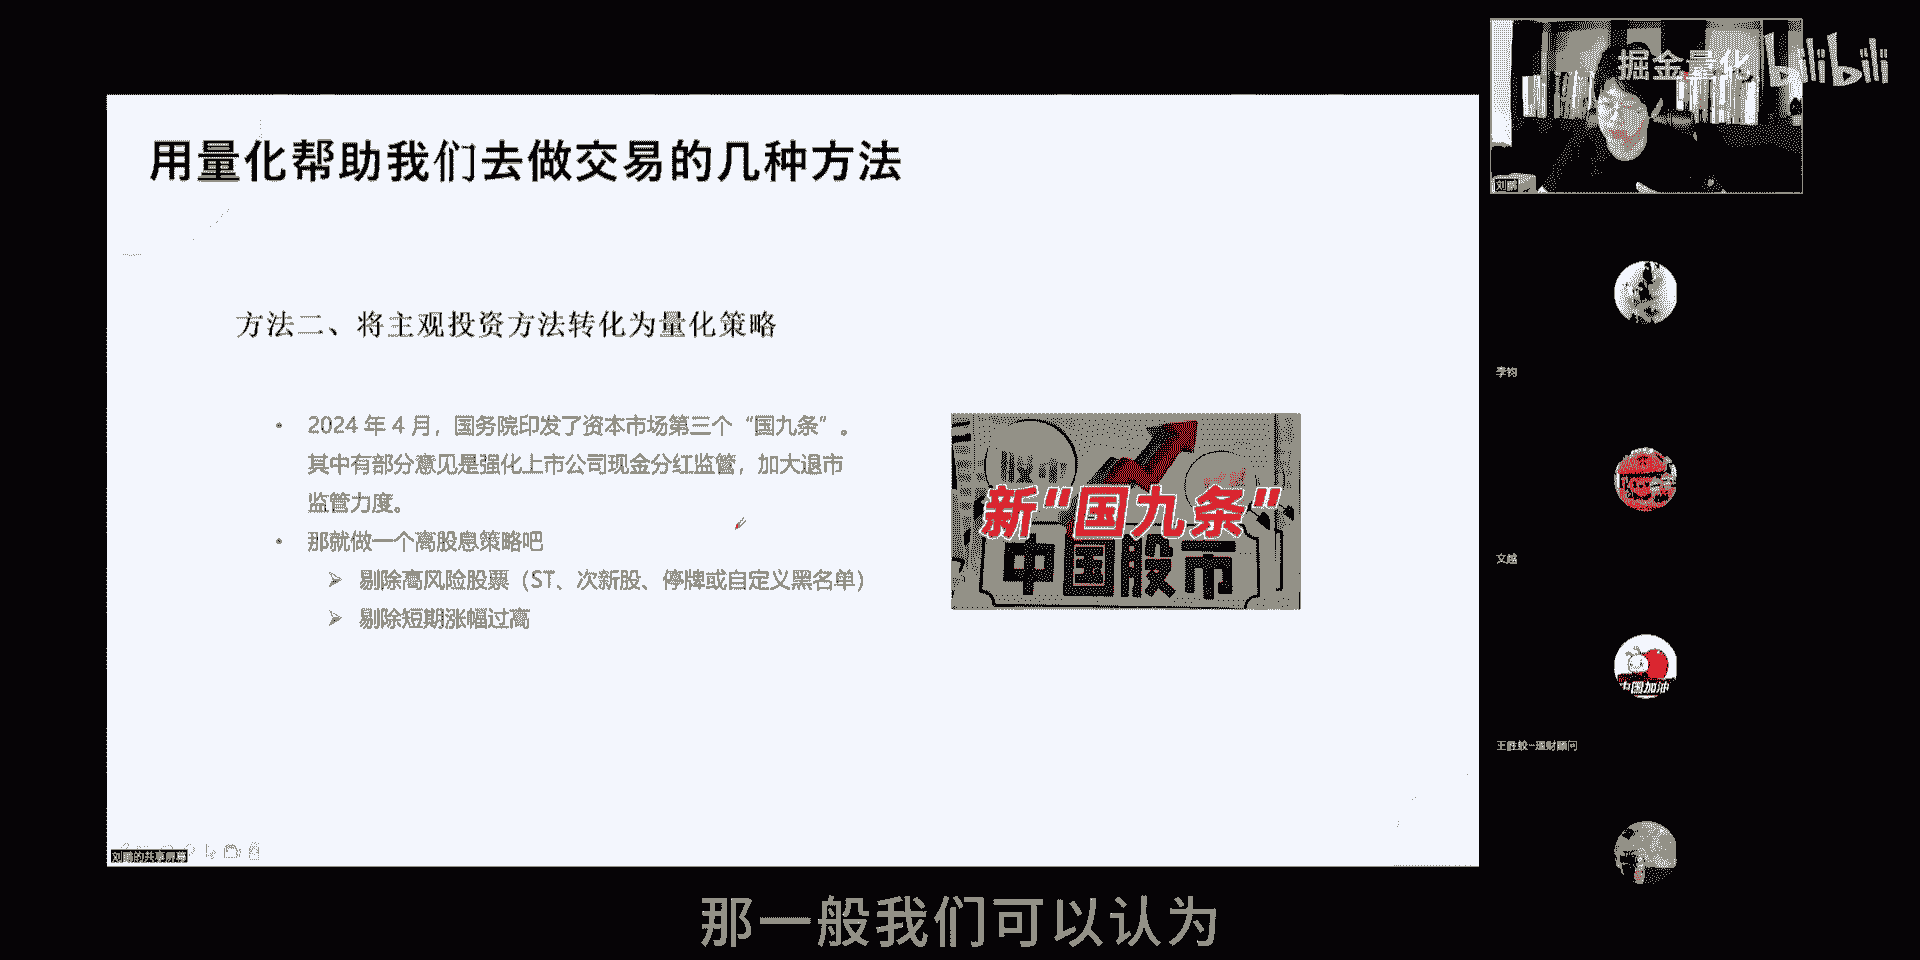 掘金量化 bilibili
用量化帮助我们去做交易的几种方法
刘鹏
方法二、将主观投资方法转化为量化策略
李钧
• 2024 年 4 月，国务院印发了资本市场第三个“国九条”。
其中有部分意见是强化上市公司现金分红监管，加大退市
监管力度。
• 那就做一个高股息策略吧
➢ 剔除高风险股票（ST、次新股、停牌或自定义黑名单）
➢ 剔除短期涨幅过高
新“国九条”
中国股市
文越
中国加油
刘鹏的共享屏幕
那一般我们可以认为